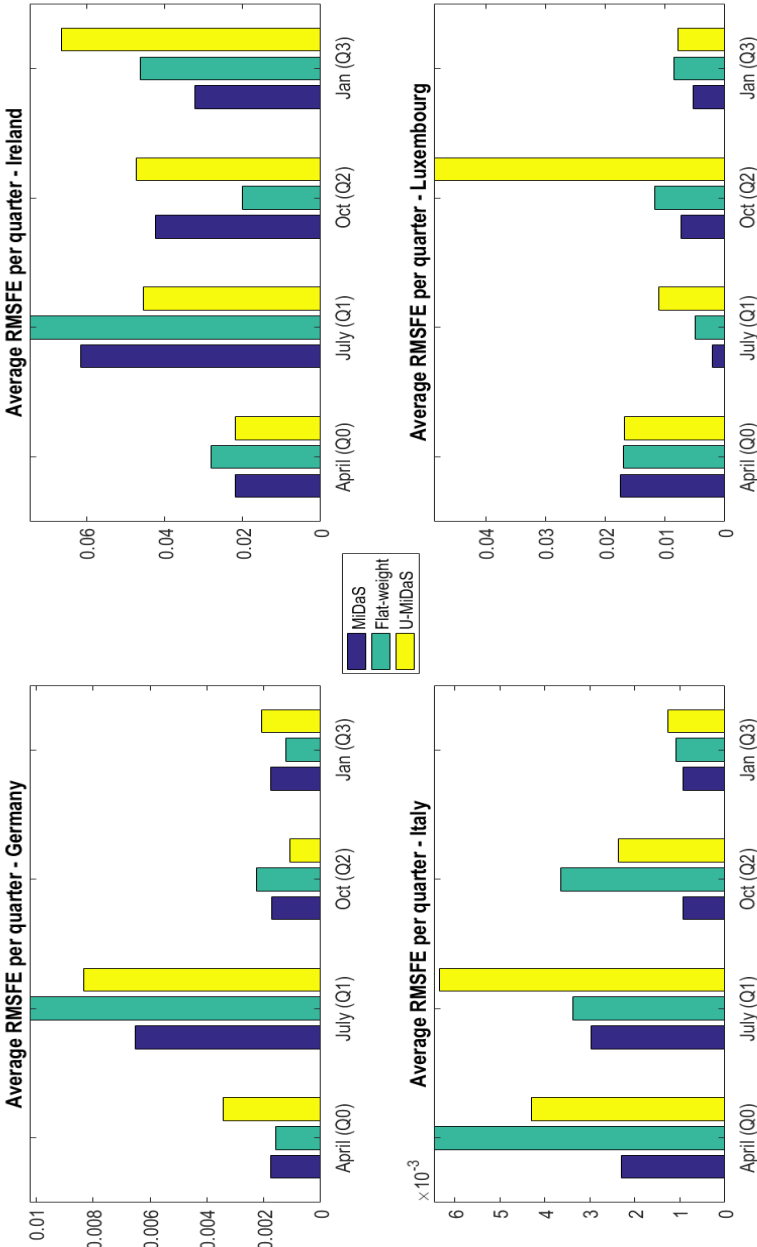 Average RMSFE per quarter - Germany
0.01
0.008
0.006
0.004
0.002
0
April (Q0) July (Q1) Oct (Q2) Jan (Q3)
Average RMSFE per quarter - Ireland
0.06
0.04
0.02
0
April (Q0) July (Q1) Oct (Q2) Jan (Q3)
MiDaS
Flat-weight
U-MiDaS
×10⁻³
Average RMSFE per quarter - Italy
6
5
4
3
2
1
0
April (Q0) July (Q1) Oct (Q2) Jan (Q3)
Average RMSFE per quarter - Luxembourg
0.04
0.03
0.02
0.01
0
April (Q0) July (Q1) Oct (Q2) Jan (Q3)